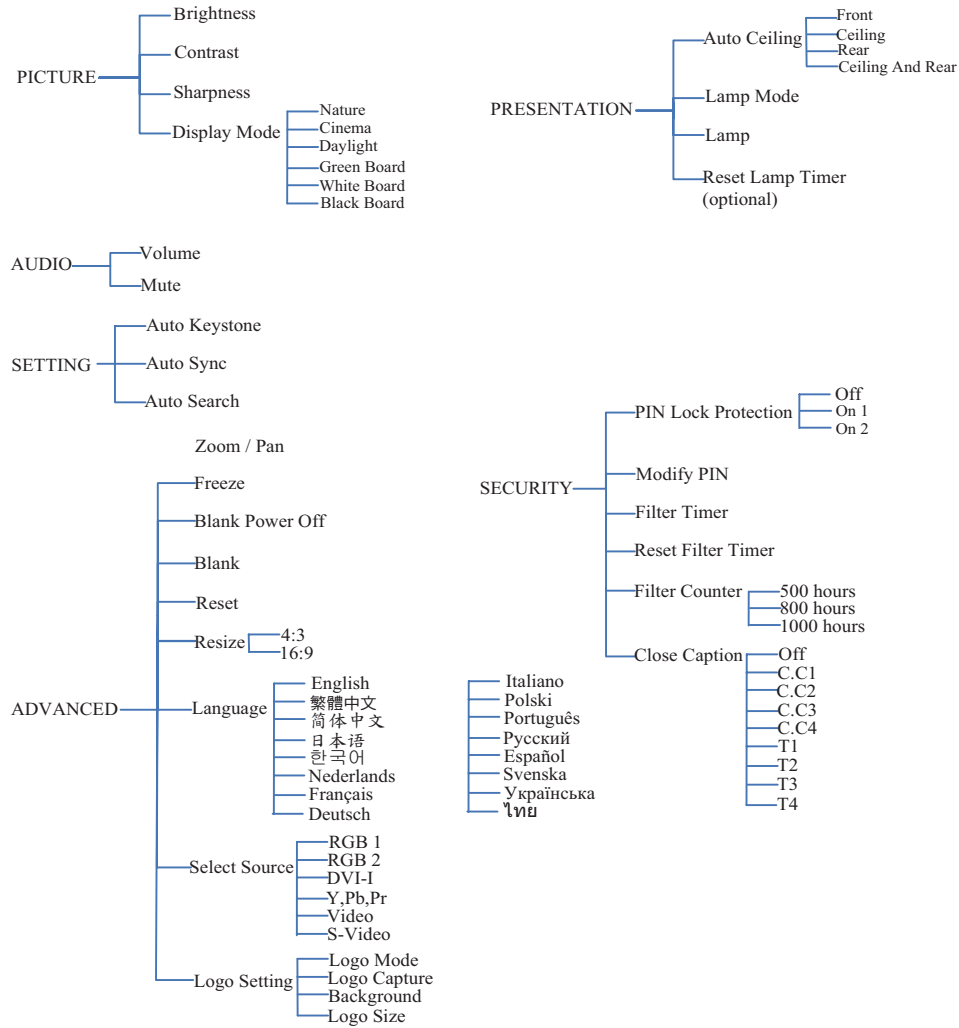 PICTURE
Brightness
Contrast
Sharpness
Display Mode
Nature
Cinema
Daylight
Green Board
White Board
Black Board
AUDIO
Volume
Mute
SETTING
Auto Keystone
Auto Sync
Auto Search
ADVANCED
Zoom / Pan
Freeze
Blank Power Off
Blank
Reset
Resize
4:3
16:9
Language
English
繁體中文
简体中文
日本语
한국어
Nederlands
Français
Deutsch
Italiano
Polski
Português
Русский
Español
Svenska
Українська
ไทย
Select Source
RGB 1
RGB 2
DVI-I
Y,Pb,Pr
Video
S-Video
Logo Setting
Logo Mode
Logo Capture
Background
Logo Size
PRESENTATION
Auto Ceiling
Front
Ceiling
Rear
Ceiling And Rear
Lamp Mode
Lamp
Reset Lamp Timer
(optional)
SECURITY
PIN Lock Protection
Off
On 1
On 2
Modify PIN
Filter Timer
Reset Filter Timer
Filter Counter
500 hours
800 hours
1000 hours
Close Caption
Off
C.C1
C.C2
C.C3
C.C4
T1
T2
T3
T4